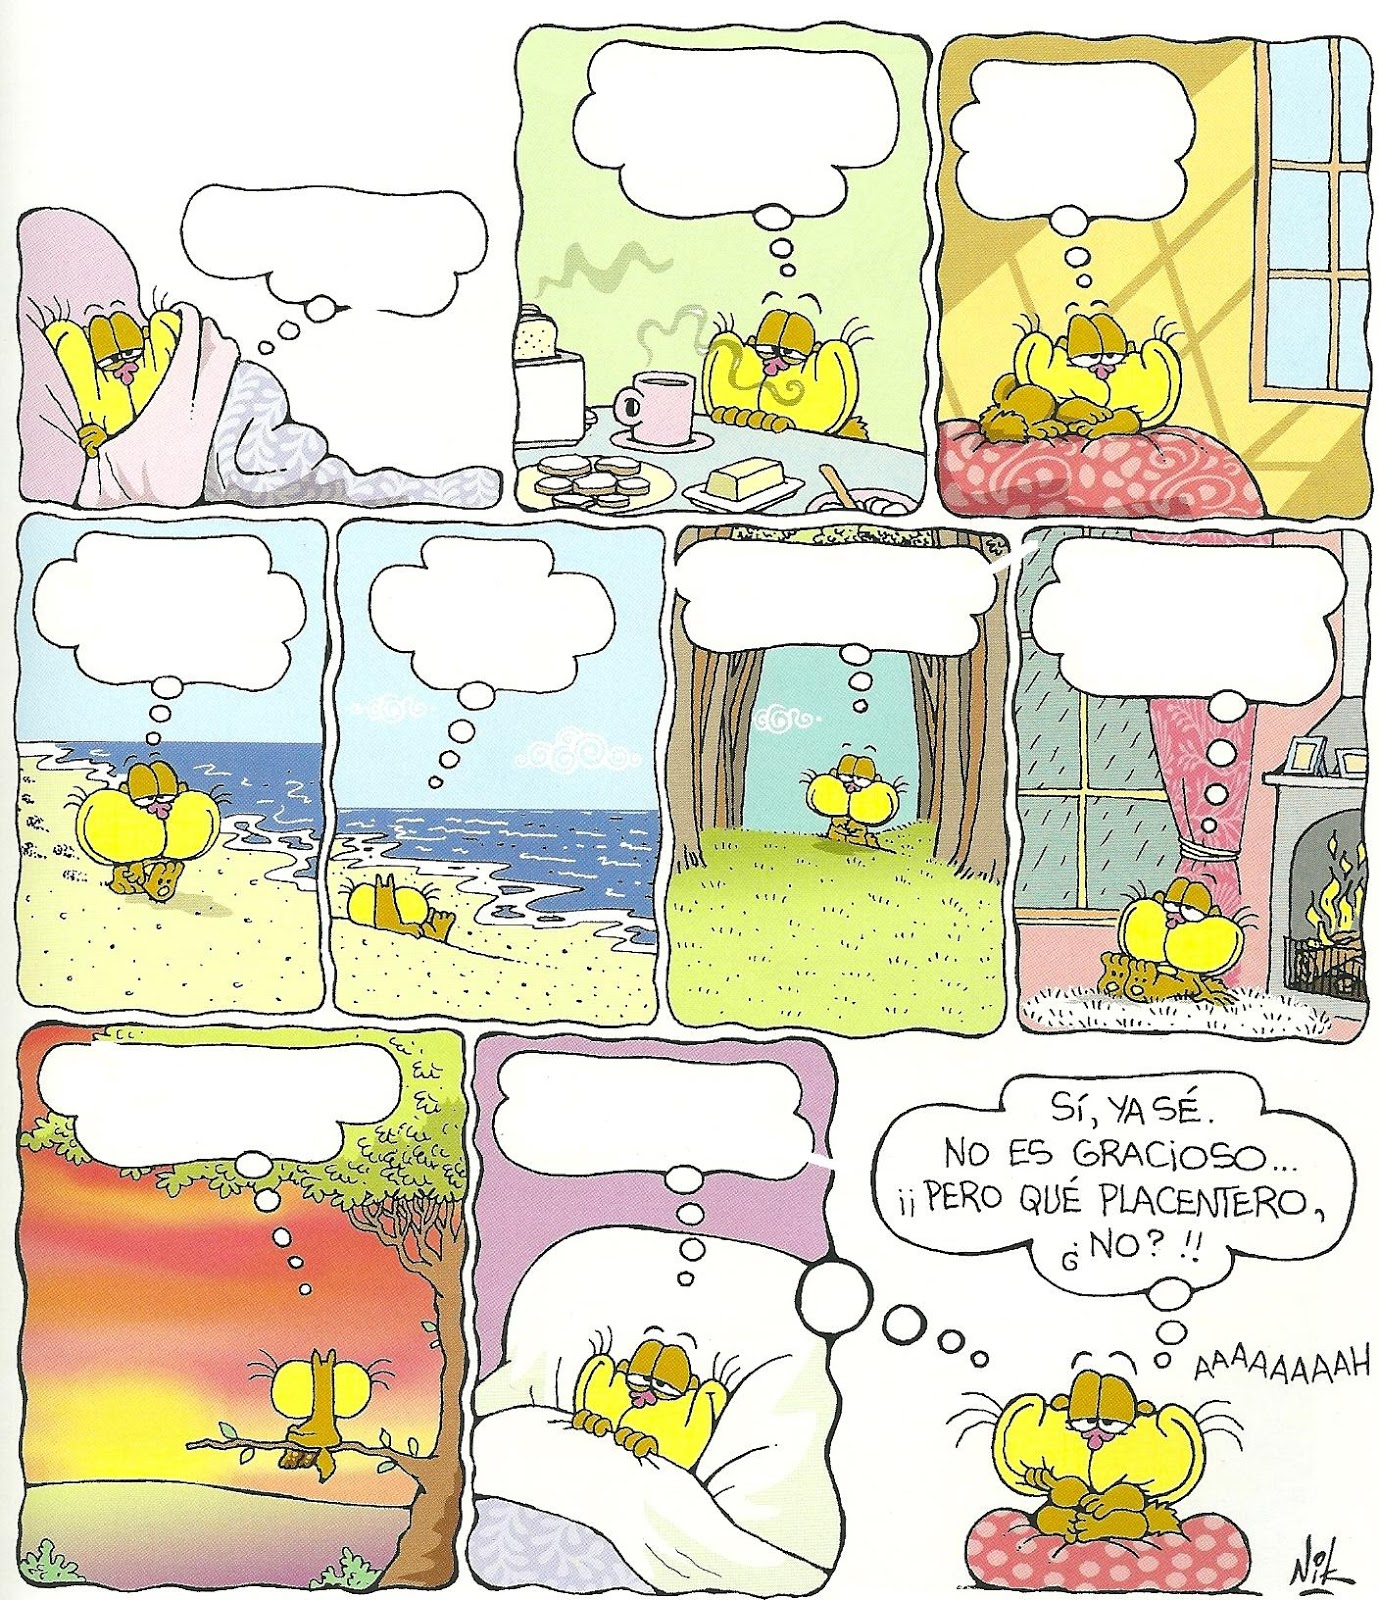 SÍ, YA SÉ.
NO ES GRACIOSO...
¡¡PERO QUÉ PLACENTERO,
¿NO? !!
AAAAAAAAH
Nik